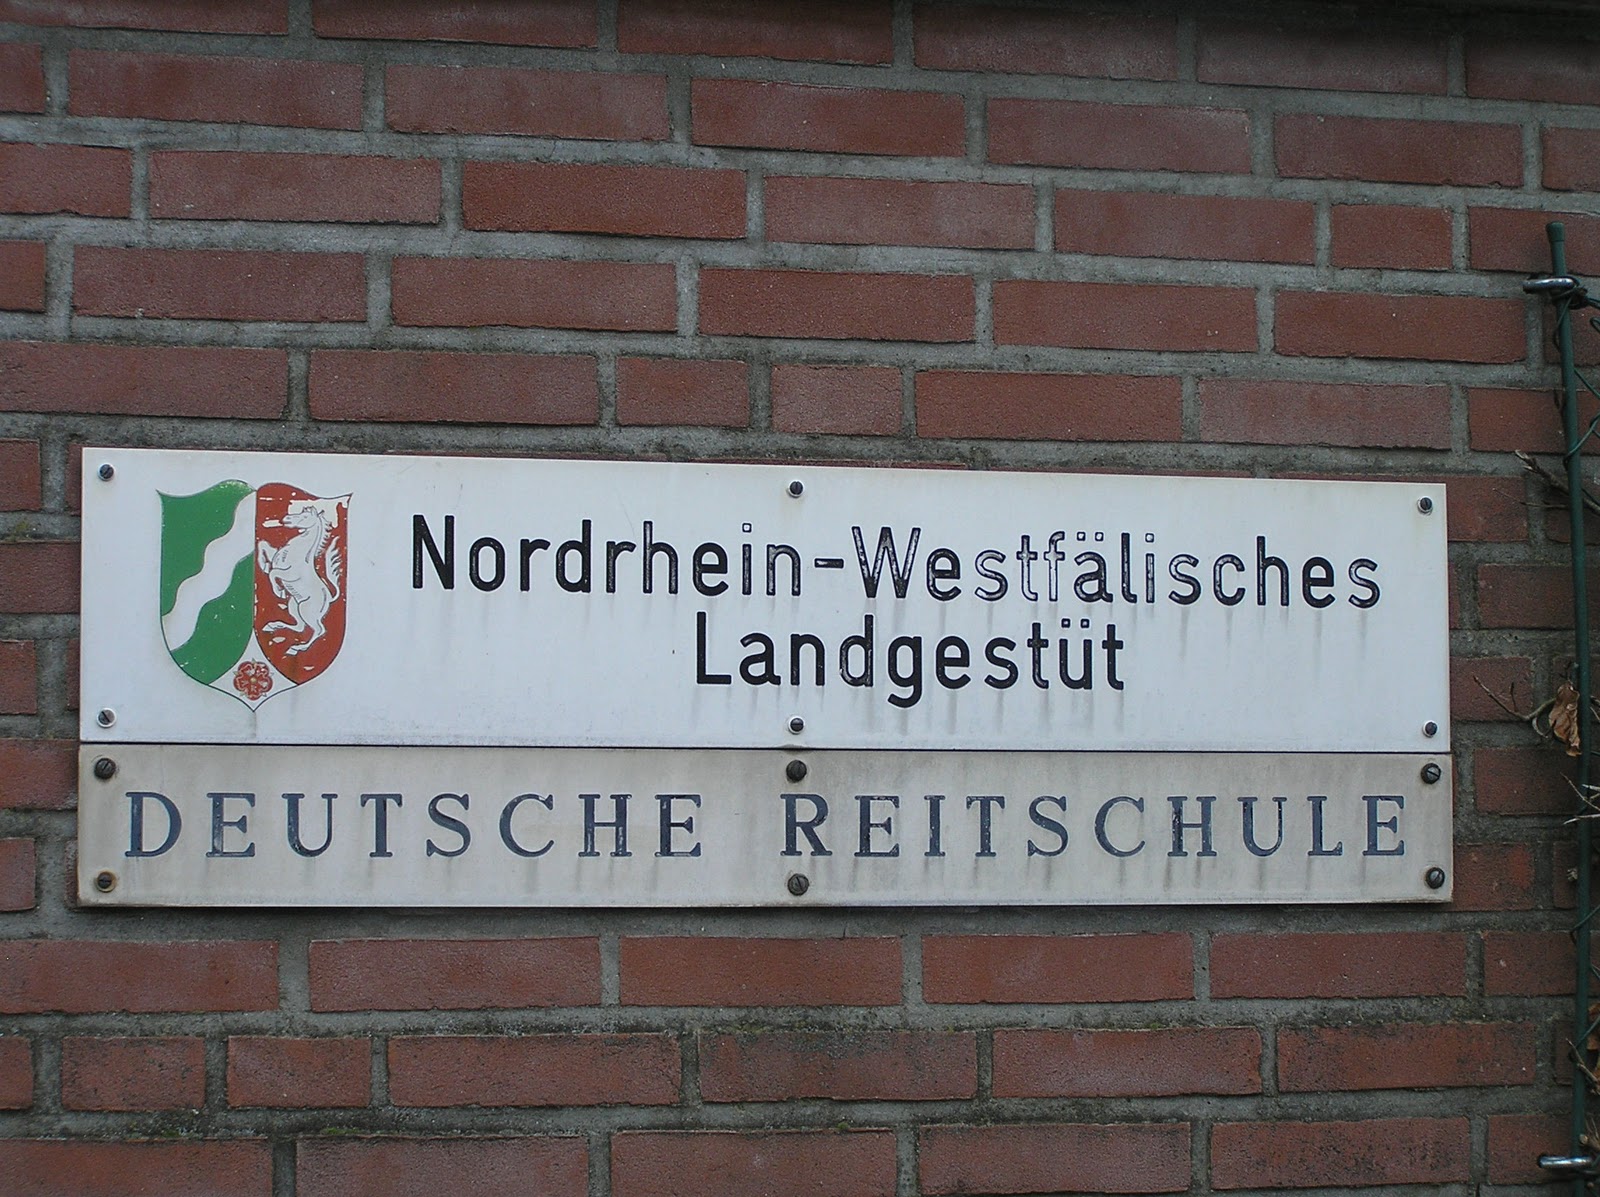 Nordrhein-Westfälisches
Landgestüt
DEUTSCHE REITSCHULE